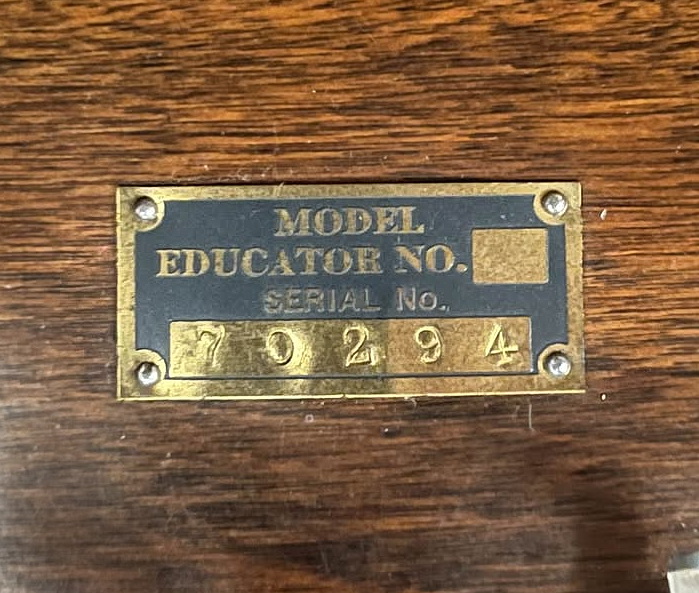 MODEL
EDUCATOR NO.
SERIAL No.
70294